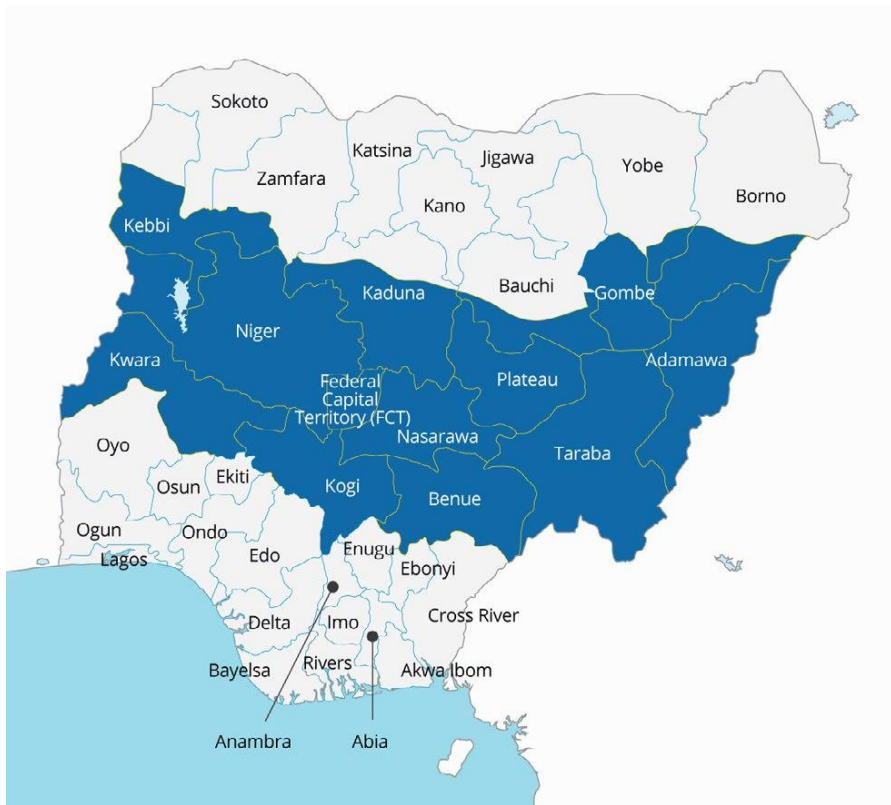 Sokoto
Katsina
Jigawa
Yobe
Zamfara
Kano
Borno
Kebbi
Bauchi
Kaduna
Gombe
Niger
Kwara
Adamawa
Plateau
Federal
Capital
Territory (FCT)
Nasarawa
Taraba
Oyo
Ekiti
Osun
Kogi
Benue
Ogun
Ondo
Lagos
Edo
Enugu
Ebonyi
Delta
Imo
Cross River
Bayelsa
Rivers
Akwa Ibom
Anambra
Abia